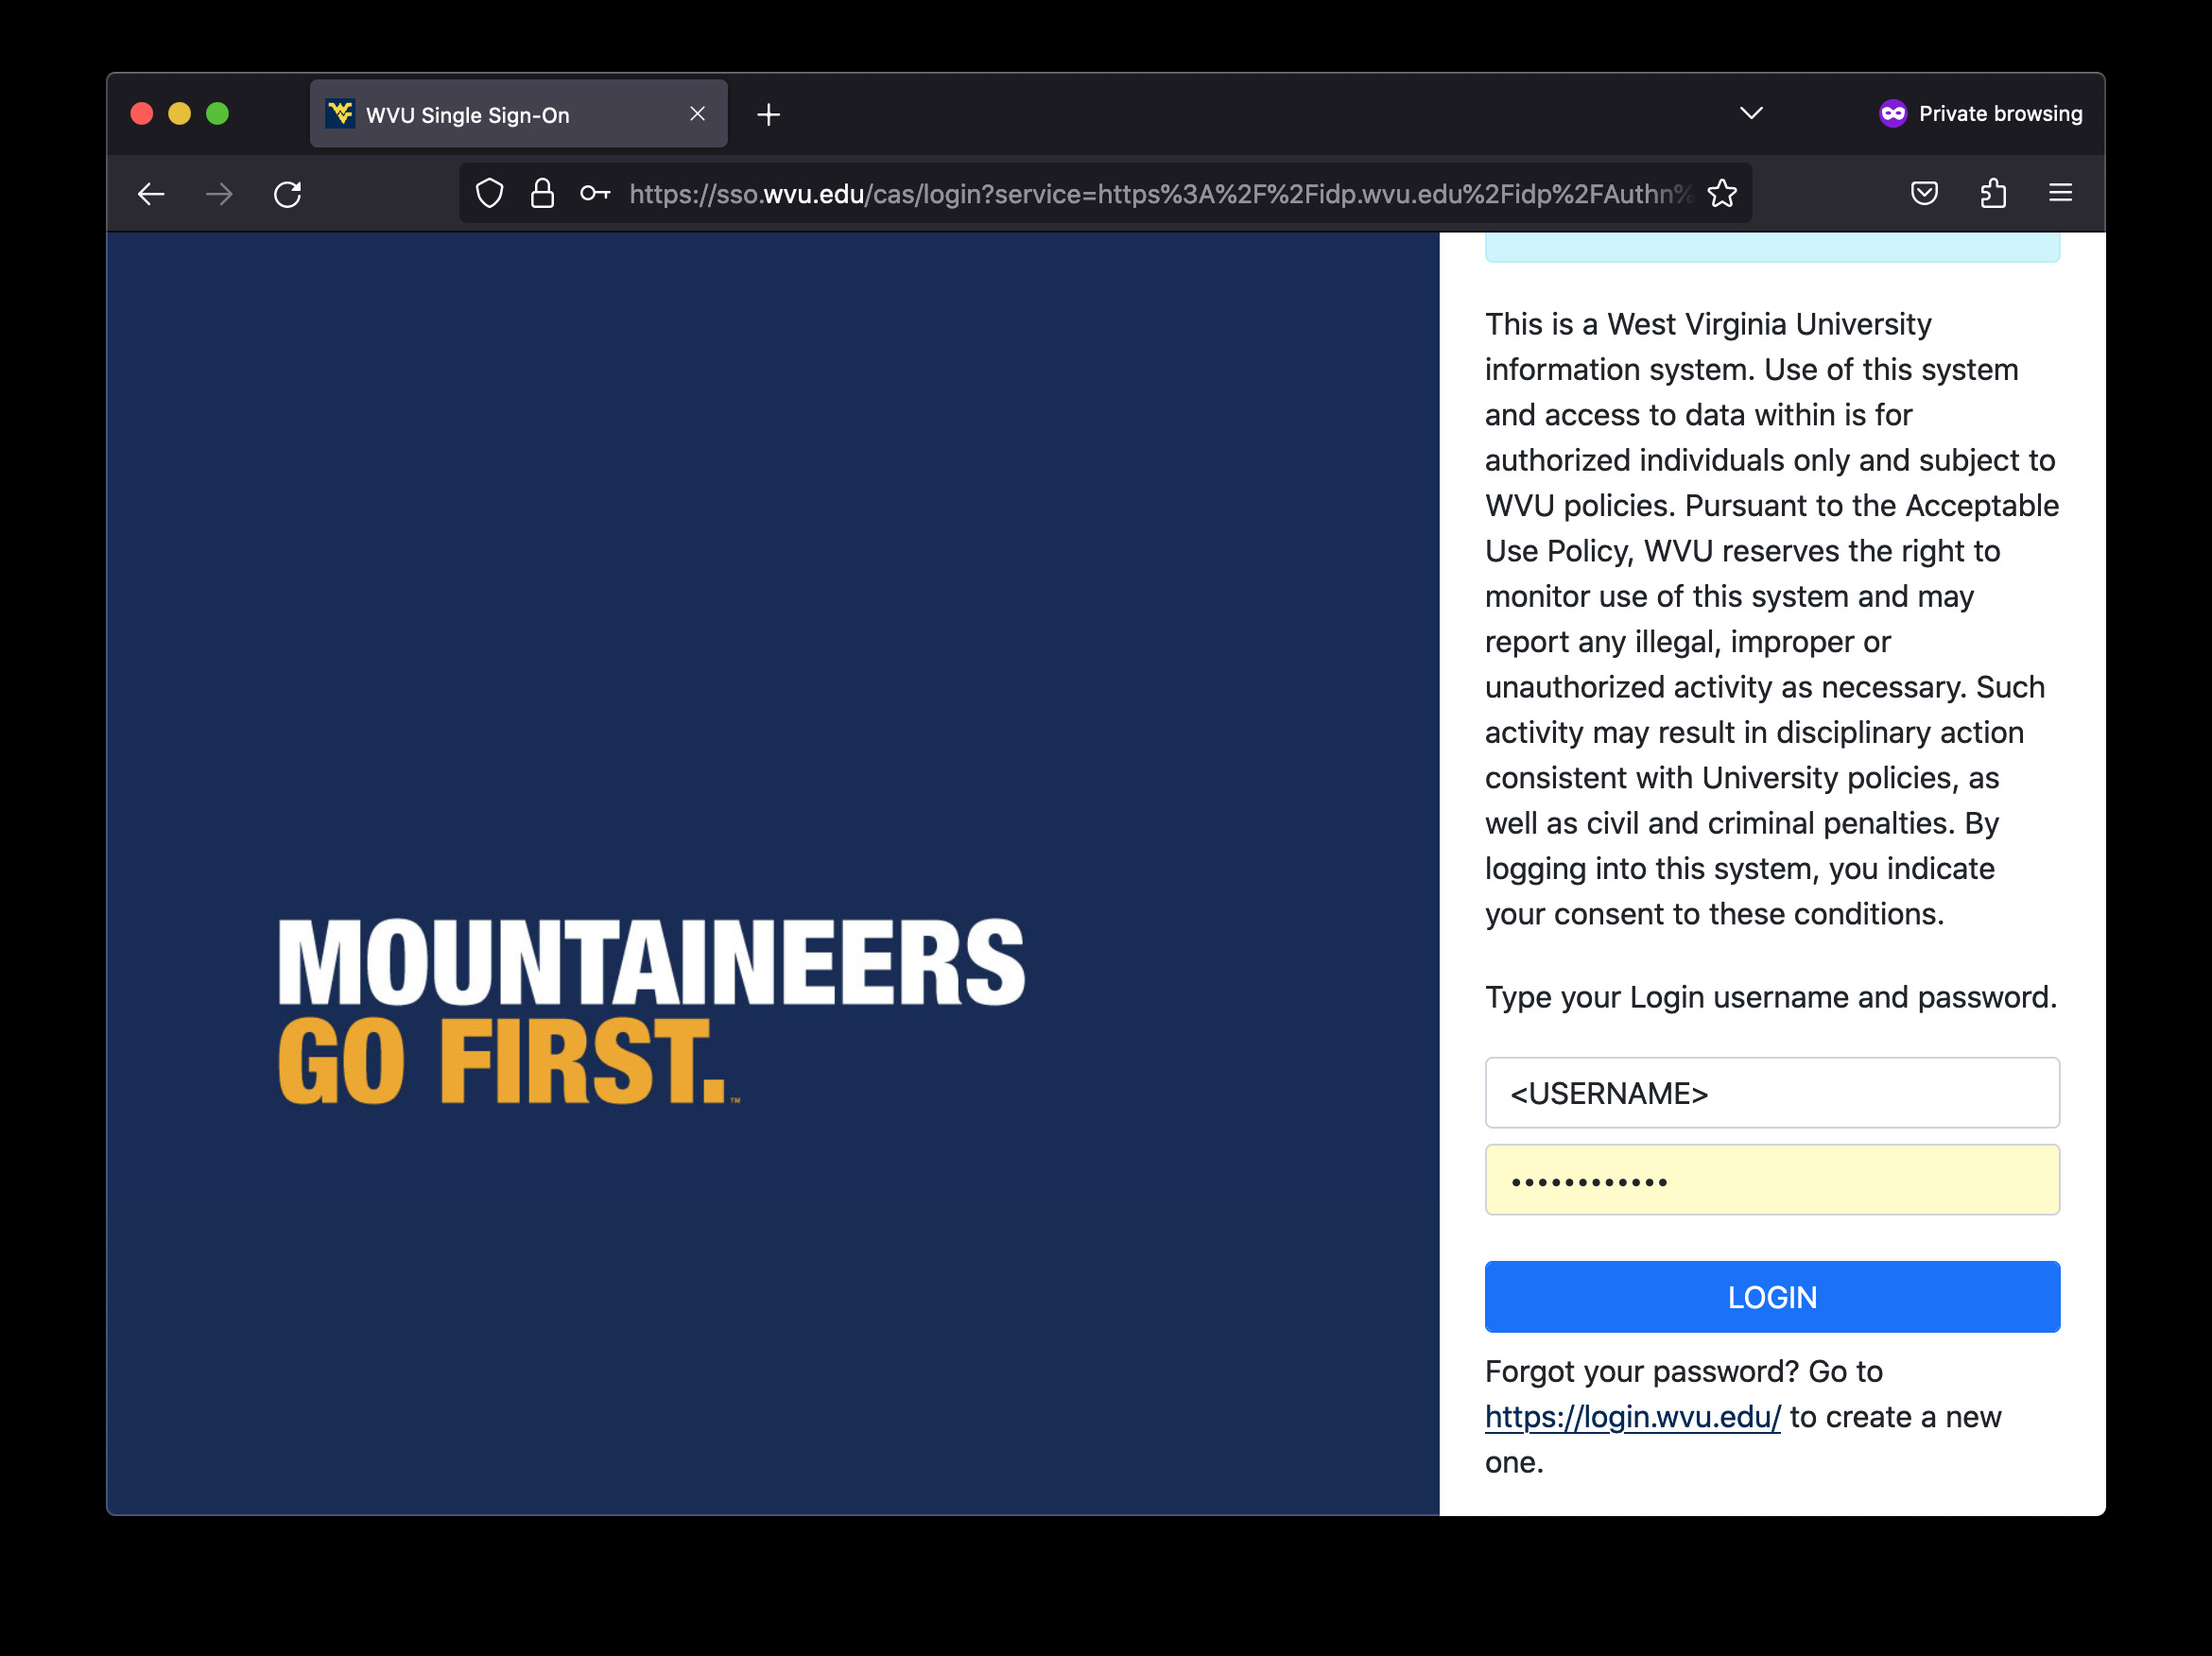 WVU Single Sign-On
Private browsing
https://sso.wvu.edu/cas/login?service=https%3A%2F%2Fidp.wvu.edu%2Fidp%2FAuthn%
This is a West Virginia University
information system. Use of this system
and access to data within is for
authorized individuals only and subject to
WVU policies. Pursuant to the Acceptable
Use Policy, WVU reserves the right to
monitor use of this system and may
report any illegal, improper or
unauthorized activity as necessary. Such
activity may result in disciplinary action
consistent with University policies, as
well as civil and criminal penalties. By
logging into this system, you indicate
your consent to these conditions.
MOUNTAINEERS
GO FIRST.™
Type your Login username and password.
<USERNAME>
••••••••••••
LOGIN
Forgot your password? Go to
https://login.wvu.edu/ to create a new
one.